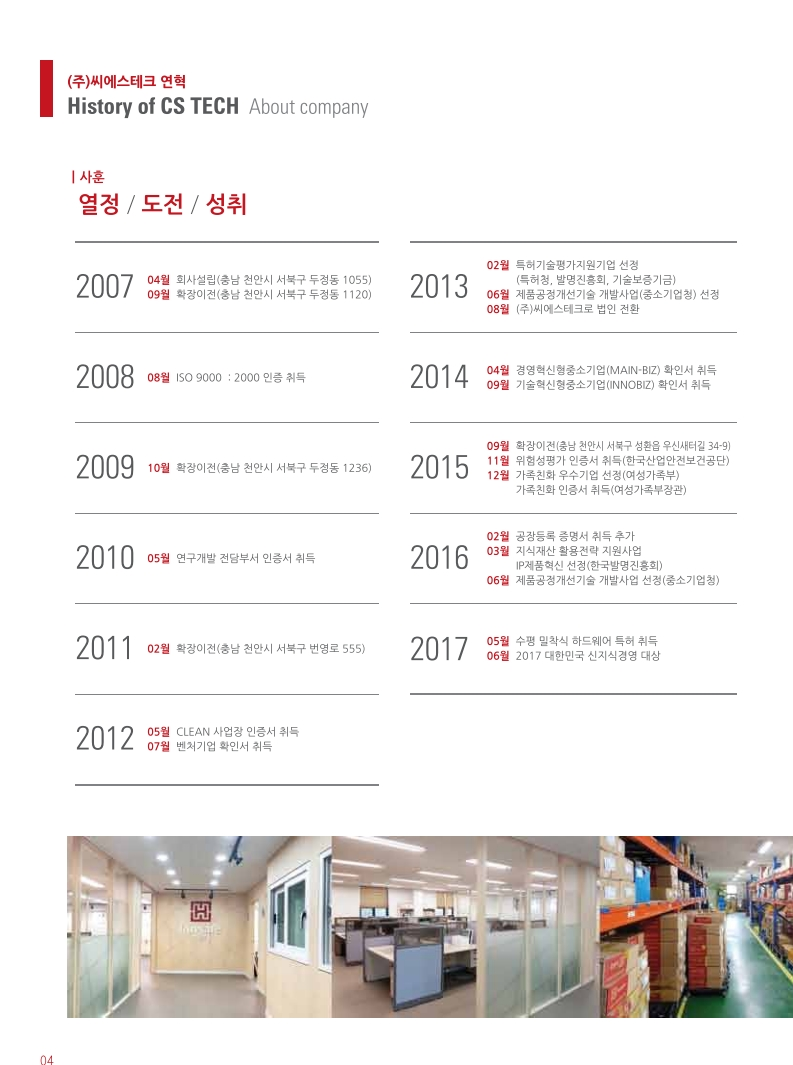 (주)씨에스테크 연혁
History of CS TECH About company
| 사훈
열정 / 도전 / 성취
2007
04월 회사설립(충남 천안시 서북구 두정동 1055)
09월 확장이전(충남 천안시 서북구 두정동 1120)
2008
08월 ISO 9000 : 2000 인증 취득
2009
10월 확장이전(충남 천안시 서북구 두정동 1236)
2010
05월 연구개발 전담부서 인증서 취득
2011
02월 확장이전(충남 천안시 서북구 번영로 555)
2012
05월 CLEAN 사업장 인증서 취득
07월 벤처기업 확인서 취득
2013
02월 특허기술평가지원기업 선정
(특허청, 발명진흥회, 기술보증기금)
06월 제품공정개선기술 개발사업(중소기업청) 선정
08월 (주)씨에스테크로 법인 전환
2014
04월 경영혁신형중소기업(MAIN-BIZ) 확인서 취득
09월 기술혁신형중소기업(INNOBIZ) 확인서 취득
2015
09월 확장이전(충남 천안시 서북구 성환읍 우신새터길 34-9)
11월 위험성평가 인증서 취득(한국산업안전보건공단)
12월 가족친화 우수기업 선정(여성가족부)
가족친화 인증서 취득(여성가족부장관)
2016
02월 공장등록 증명서 취득 추가
03월 지식재산 활용전략 지원사업
IP제품혁신 선정(한국발명진흥회)
06월 제품공정개선기술 개발사업 선정(중소기업청)
2017
05월 수평 밀착식 하드웨어 특허 취득
06월 2017 대한민국 신지식경영 대상
04